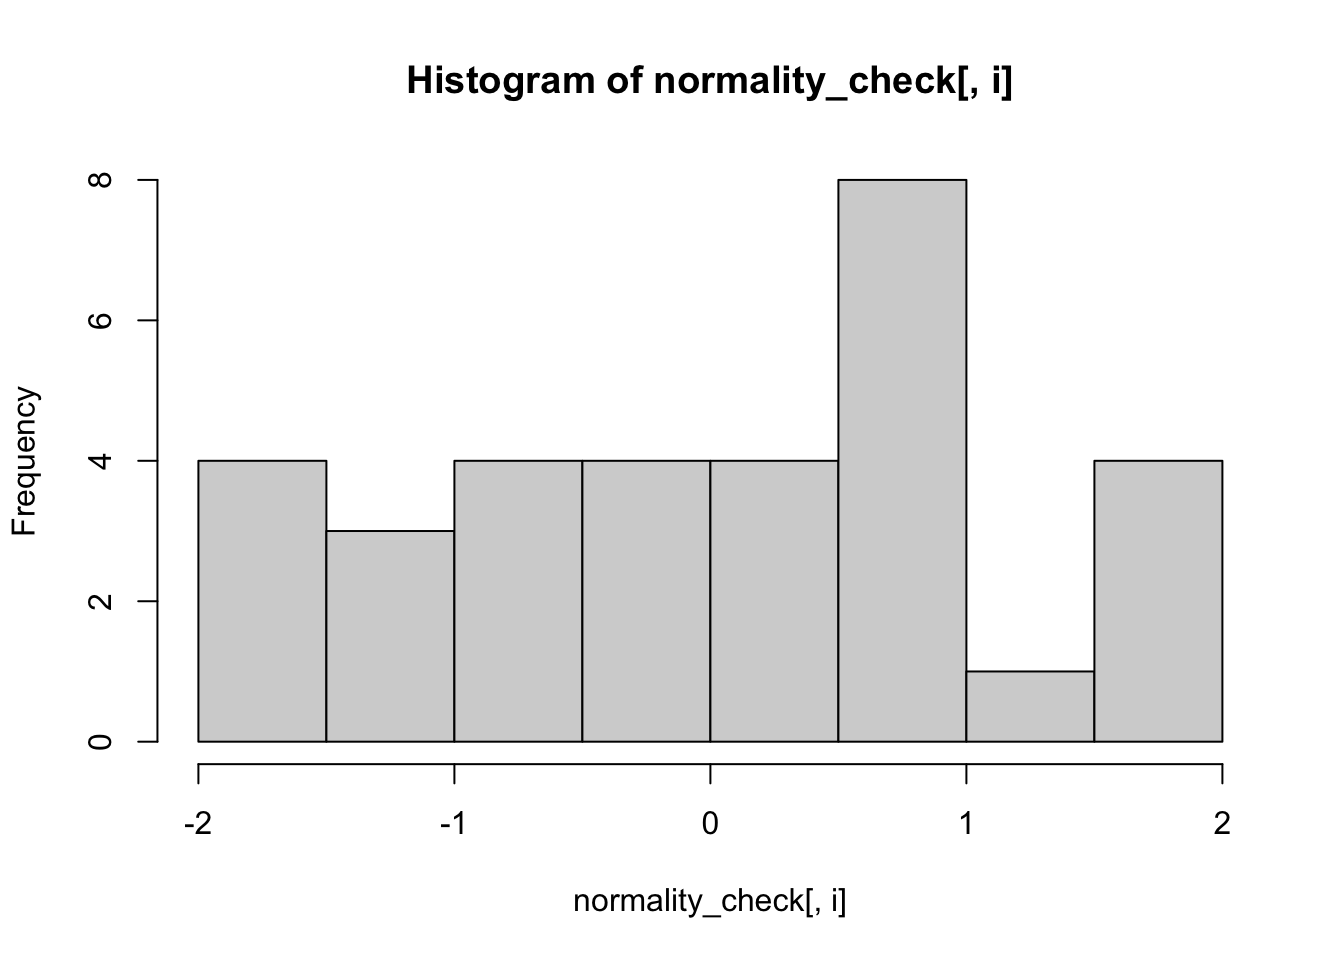 Histogram of normality_check[, i]
Frequency
8
6
4
2
0
-2 -1 0 1 2
normality_check[, i]